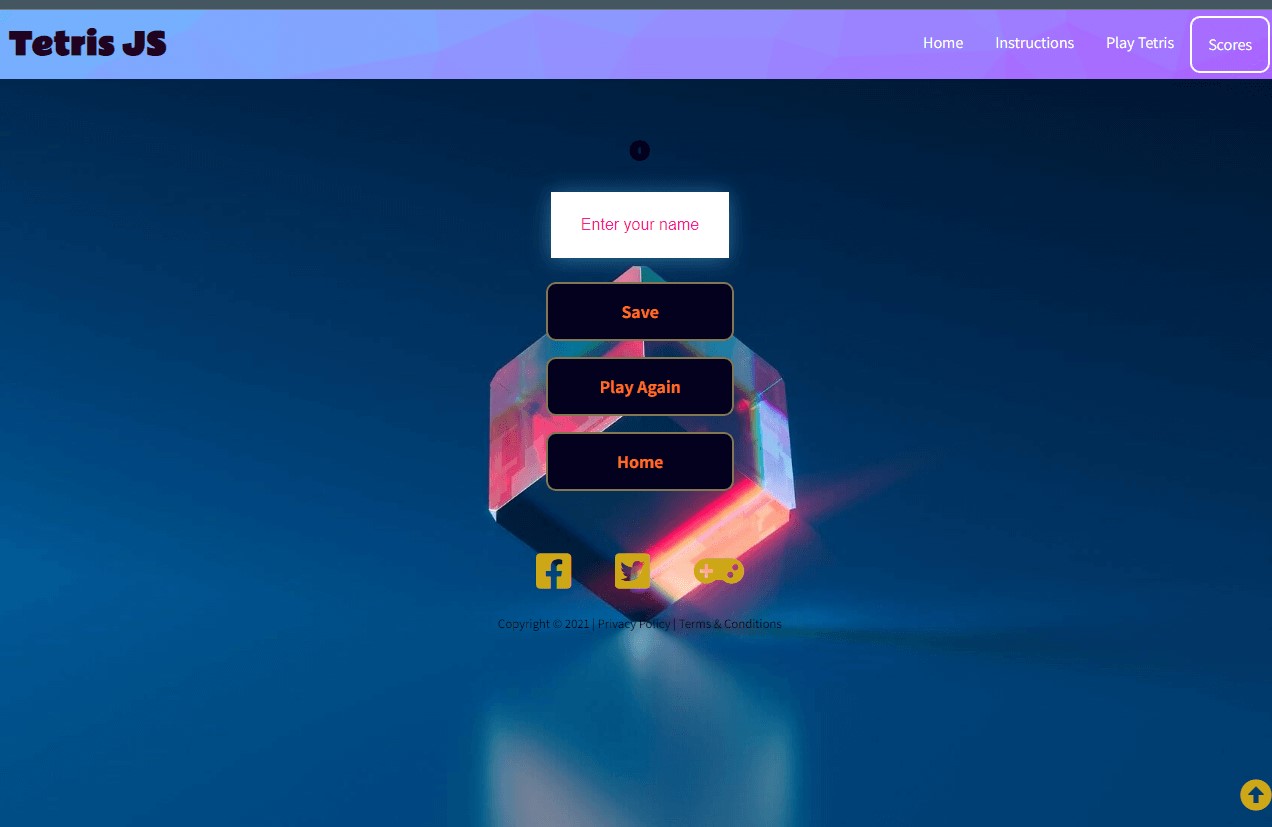 Tetris JS
Home Instructions Play Tetris Scores
0
Enter your name
Save
Play Again
Home
Copyright © 2021 | Privacy Policy | Terms & Conditions